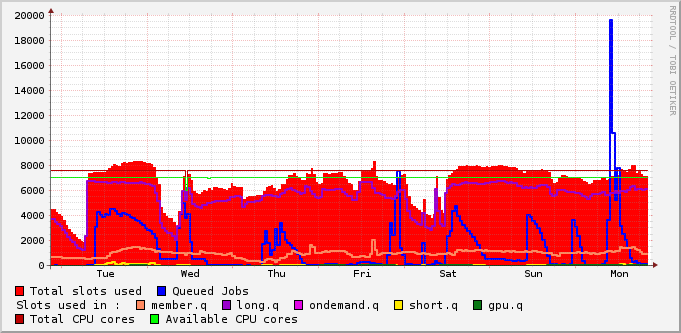 20000
18000
16000
14000
12000
10000
8000
6000
4000
2000
0
Tue Wed Thu Fri Sat Sun Mon
RRDTOOL / TOBI OETIKER
Total slots used Queued Jobs
Slots used in : member.q long.q ondemand.q short.q gpu.q
Total CPU cores Available CPU cores